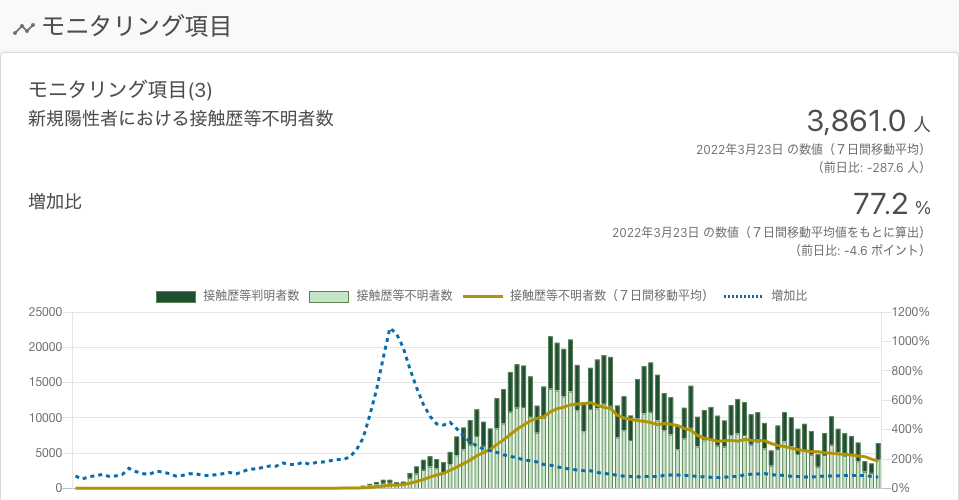 モニタリング項目
モニタリング項目(3)
新規陽性者における接触歴等不明者数
3,861.0 人
2022年3月23日 の数値（７日間移動平均）
（前日比: -287.6 人）
増加比
77.2 %
2022年3月23日 の数値（７日間移動平均値をもとに算出）
（前日比: -4.6 ポイント）
接触歴等判明者数 接触歴等不明者数 接触歴等不明者数（７日間移動平均） 増加比
25000 1200%
20000 1000%
15000 800%
10000 600%
5000 400%
0 200%
0%